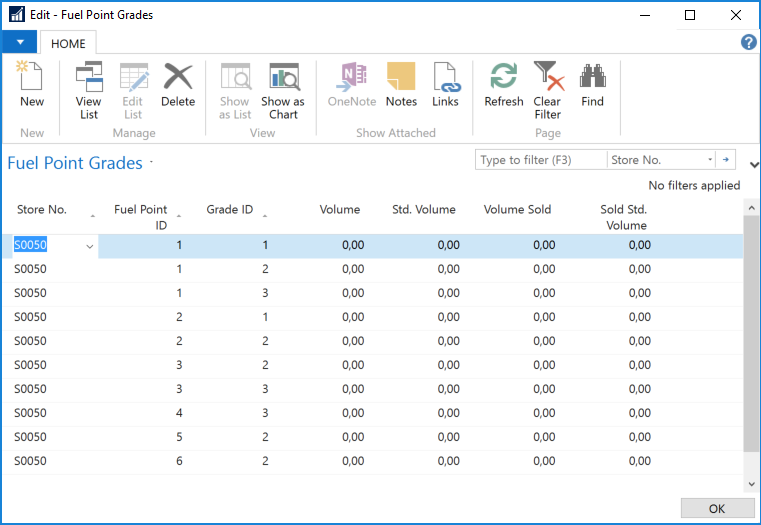 Edit - Fuel Point Grades
HOME
New
View List
Edit List
Delete
Show as List
Show as Chart
OneNote
Notes
Links
Refresh
Clear Filter
Find
New
Manage
View
Show Attached
Page
Fuel Point Grades
Type to filter (F3)
Store No.
No filters applied
Store No. Fuel Point ID Grade ID Volume Std. Volume Volume Sold Sold Std. Volume
S0050 1 1 0,00 0,00 0,00 0,00
S0050 1 2 0,00 0,00 0,00 0,00
S0050 1 3 0,00 0,00 0,00 0,00
S0050 2 1 0,00 0,00 0,00 0,00
S0050 2 2 0,00 0,00 0,00 0,00
S0050 3 2 0,00 0,00 0,00 0,00
S0050 3 3 0,00 0,00 0,00 0,00
S0050 4 3 0,00 0,00 0,00 0,00
S0050 5 2 0,00 0,00 0,00 0,00
S0050 6 2 0,00 0,00 0,00 0,00
OK